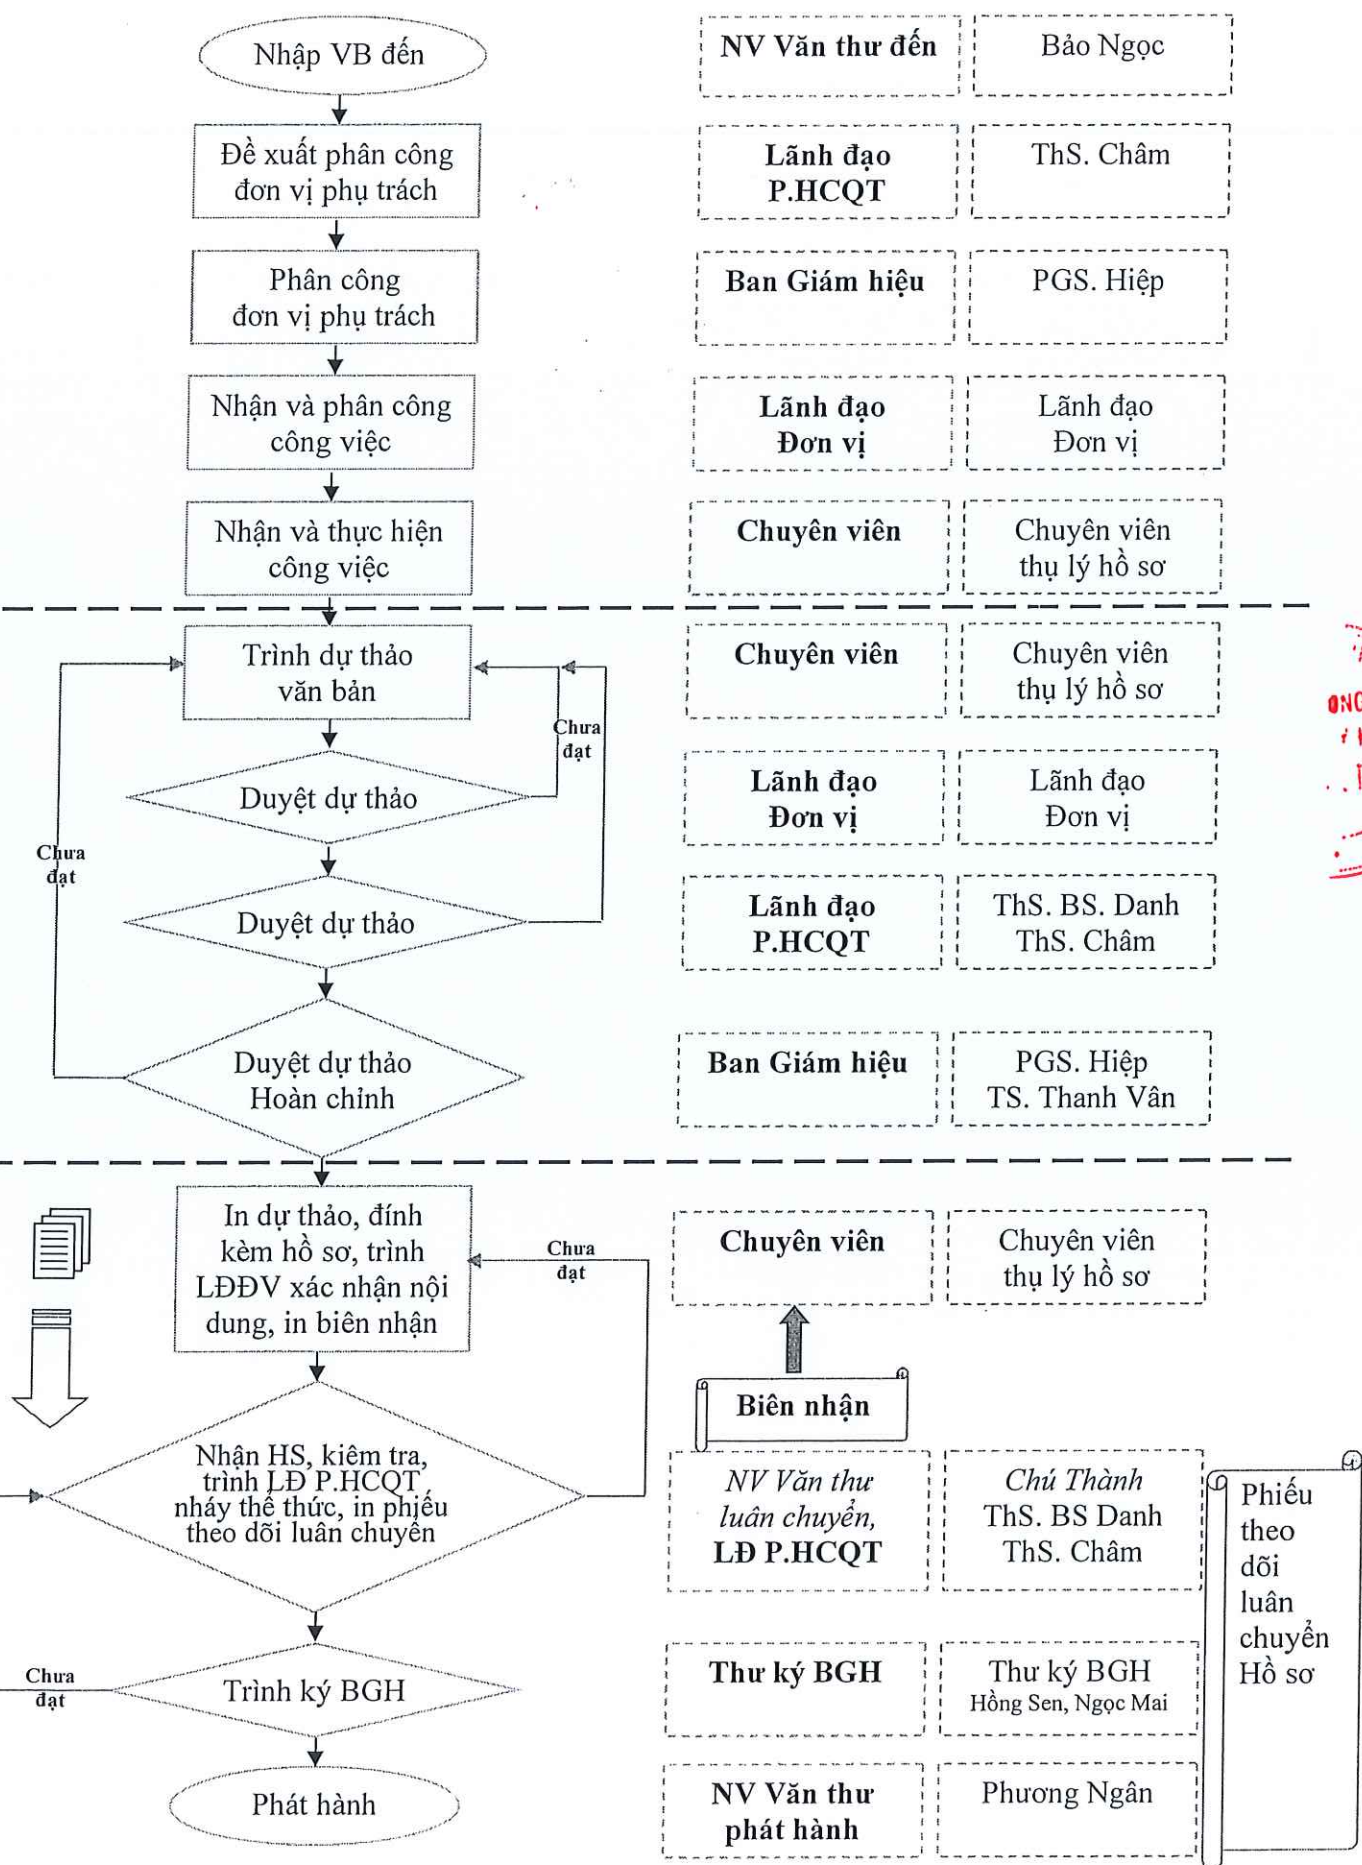 Nhập VB đến
NV Văn thư đến
Bảo Ngọc
Đề xuất phân công
đơn vị phụ trách
Lãnh đạo
P.HCQT
ThS. Châm
Phân công
đơn vị phụ trách
Ban Giám hiệu
PGS. Hiệp
Nhận và phân công
công việc
Lãnh đạo
Đơn vị
Lãnh đạo
Đơn vị
Nhận và thực hiện
công việc
Chuyên viên
Chuyên viên
thụ lý hồ sơ
Trình dự thảo
văn bản
Chuyên viên
Chuyên viên
thụ lý hồ sơ
Chưa
đạt
Duyệt dự thảo
Lãnh đạo
Đơn vị
Lãnh đạo
Đơn vị
Chưa
đạt
Duyệt dự thảo
Lãnh đạo
P.HCQT
ThS. BS. Danh
ThS. Châm
Duyệt dự thảo
Hoàn chỉnh
Ban Giám hiệu
PGS. Hiệp
TS. Thanh Vân
In dự thảo, đính
kèm hồ sơ, trình
LĐĐV xác nhận nội
dung, in biên nhận
Chưa
đạt
Chuyên viên
Chuyên viên
thụ lý hồ sơ
Biên nhận
Nhận HS, kiêm tra,
trình LĐ P.HCQT
nháy thể thức, in phiếu
theo dõi luân chuyển
NV Văn thư
luân chuyển,
LĐ P.HCQT
Chú Thành
ThS. BS Danh
ThS. Châm
Phiếu
theo
dõi
luân
chuyển
Hồ sơ
Chưa
đạt
Trình ký BGH
Thư ký BGH
Thư ký BGH
Hồng Sen, Ngọc Mai
Phát hành
NV Văn thư
phát hành
Phương Ngân